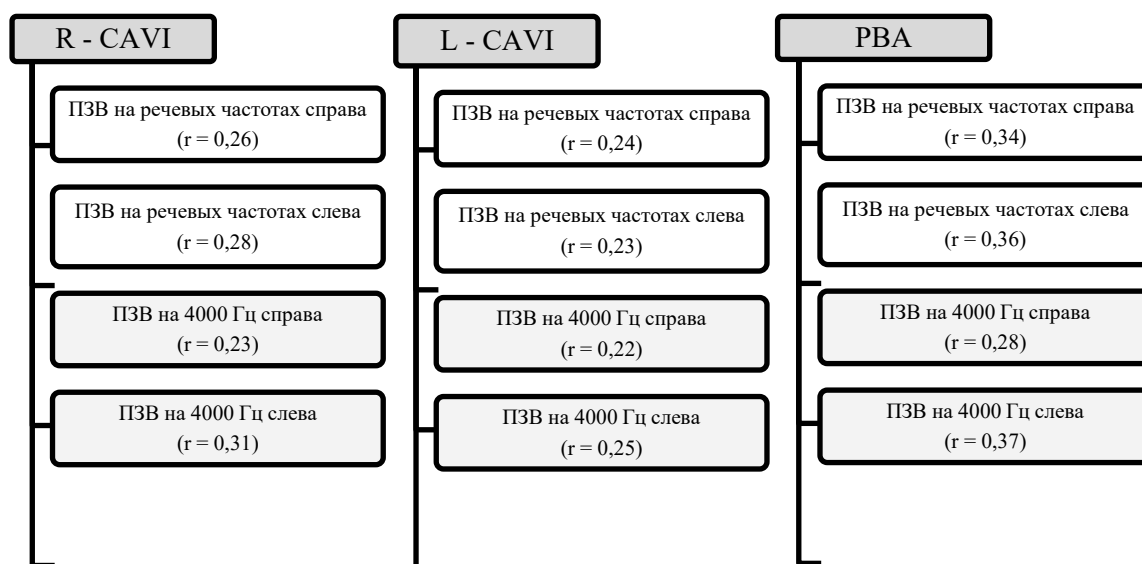 R - CAVI
ПЗВ на речевых частотах справа
(r = 0,26)
ПЗВ на речевых частотах слева
(r = 0,28)
ПЗВ на 4000 Гц справа
(r = 0,23)
ПЗВ на 4000 Гц слева
(r = 0,31)
L - CAVI
ПЗВ на речевых частотах справа
(r = 0,24)
ПЗВ на речевых частотах слева
(r = 0,23)
ПЗВ на 4000 Гц справа
(r = 0,22)
ПЗВ на 4000 Гц слева
(r = 0,25)
РВА
ПЗВ на речевых частотах справа
(r = 0,34)
ПЗВ на речевых частотах слева
(r = 0,36)
ПЗВ на 4000 Гц справа
(r = 0,28)
ПЗВ на 4000 Гц слева
(r = 0,37)